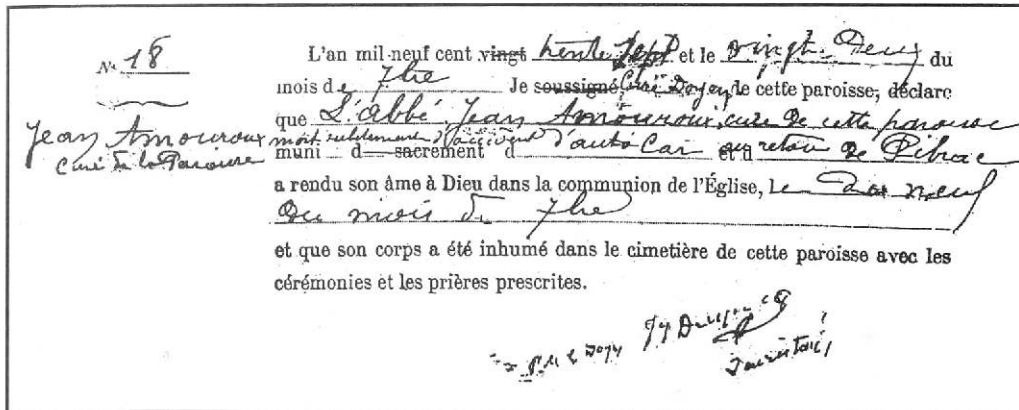 N° 18
Jean Amouroux
Curé de la Paroisse
L'an mil neuf cent vingt trente sept et le vingt-Deux du
mois de 7bre Je soussigné Curé Doyen de cette paroisse, déclare
que L'abbé Jean Amouroux, curé de cette paroisse
mort subitement d'accident d'auto Car au retour de Pibrac
muni d sacrement d et d
a rendu son âme à Dieu dans la communion de l'Église, le dix neuf
Du mois de 7bre
et que son corps a été inhumé dans le cimetière de cette paroisse avec les
cérémonies et les prières prescrites.